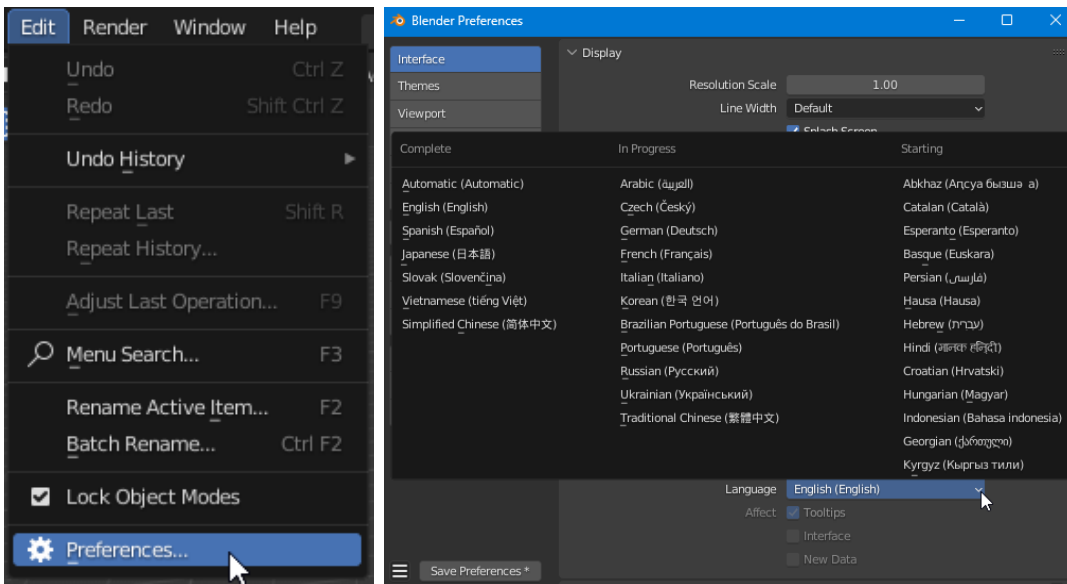 Edit Render Window Help
Undo Ctrl Z
Redo Shift Ctrl Z
Undo History
Repeat Last Shift R
Repeat History...
Adjust Last Operation... F9
Menu Search... F3
Rename Active Item... F2
Batch Rename... Ctrl F2
Lock Object Modes
Preferences...
Blender Preferences
Interface
Themes
Viewport
Display
Resolution Scale 1.00
Line Width Default
Splash Screen
Complete
Automatic (Automatic)
English (English)
Spanish (Español)
Japanese (日本語)
Slovak (Slovenčina)
Vietnamese (tiếng Việt)
Simplified Chinese (简体中文)
In Progress
Arabic (العربية)
Czech (Český)
German (Deutsch)
French (Français)
Italian (Italiano)
Korean (한국 언어)
Brazilian Portuguese (Português do Brasil)
Portuguese (Português)
Russian (Русский)
Ukrainian (Український)
Traditional Chinese (繁體中文)
Starting
Abkhaz (Аԥсуа бызшәа)
Catalan (Català)
Esperanto (Esperanto)
Basque (Euskara)
Persian (فارسی)
Hausa (Hausa)
Hebrew (עברית)
Hindi (मानक हिन्दी)
Croatian (Hrvatski)
Hungarian (Magyar)
Indonesian (Bahasa indonesia)
Georgian (ქართული)
Kyrgyz (Кыргыз тили)
Language English (English)
Affect Tooltips
Interface
New Data
Save Preferences *